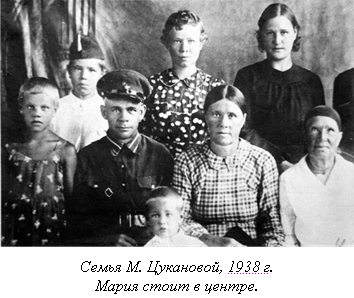 Семья М. Цукановой, 1938 г.
Мария стоит в центре.